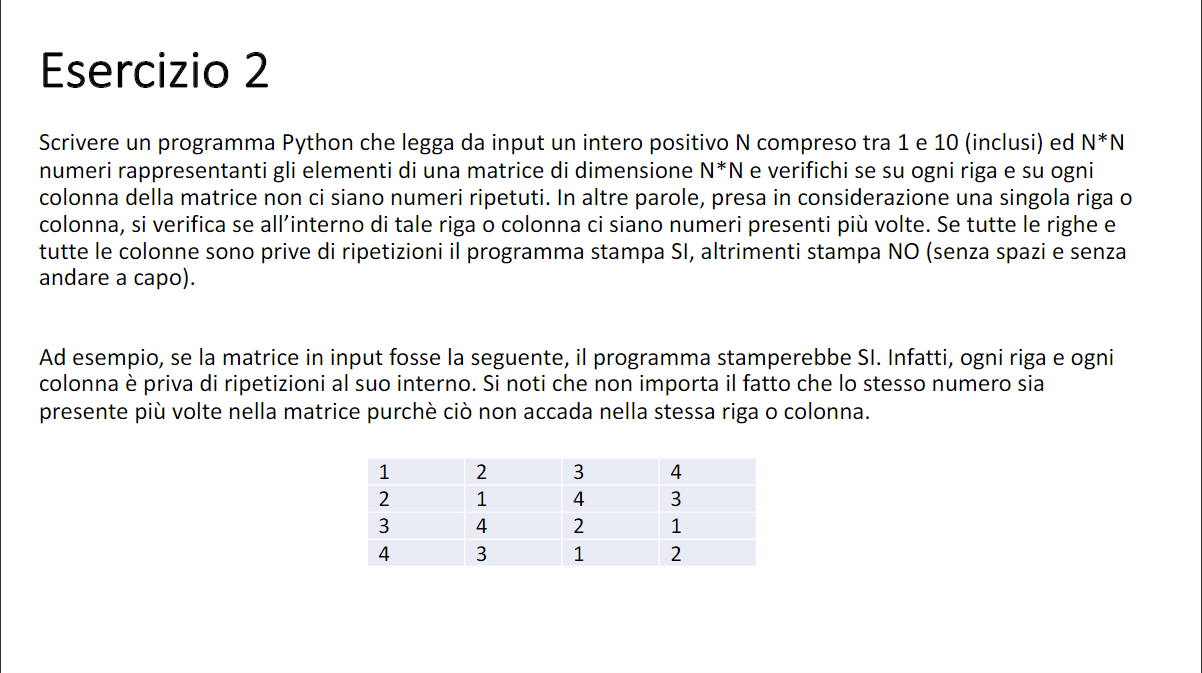 Esercizio 2
Scrivere un programma Python che legga da input un intero positivo N compreso tra 1 e 10 (inclusi) ed N*N
numeri rappresentanti gli elementi di una matrice di dimensione N*N e verifichi se su ogni riga e su ogni
colonna della matrice non ci siano numeri ripetuti. In altre parole, presa in considerazione una singola riga o
colonna, si verifica se all’interno di tale riga o colonna ci siano numeri presenti più volte. Se tutte le righe e
tutte le colonne sono prive di ripetizioni il programma stampa SI, altrimenti stampa NO (senza spazi e senza
andare a capo).
Ad esempio, se la matrice in input fosse la seguente, il programma stamperebbe SI. Infatti, ogni riga e ogni
colonna è priva di ripetizioni al suo interno. Si noti che non importa il fatto che lo stesso numero sia
presente più volte nella matrice purchè ciò non accada nella stessa riga o colonna.
1 2 3 4
2 1 4 3
3 4 2 1
4 3 1 2